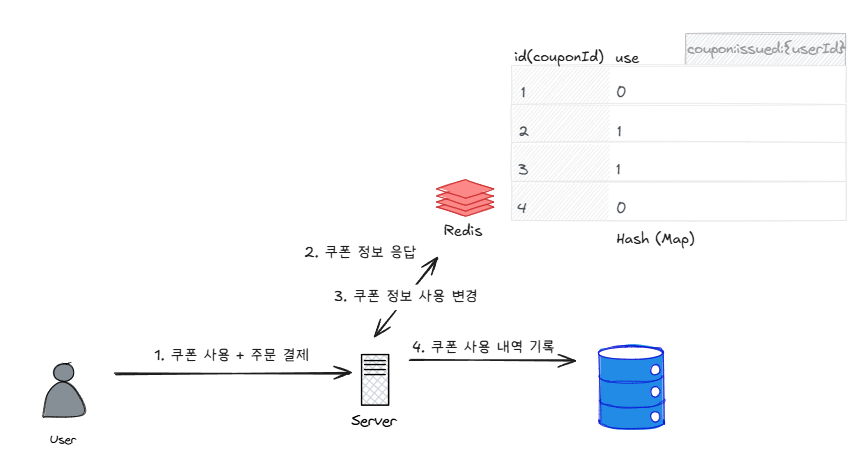 coupon:issued:{userId}
id(couponId) use
1 0
2 1
3 1
4 0
Hash (Map)
Redis
2. 쿠폰 정보 응답
3. 쿠폰 정보 사용 변경
1. 쿠폰 사용 + 주문 결제
4. 쿠폰 사용 내역 기록
Server
User